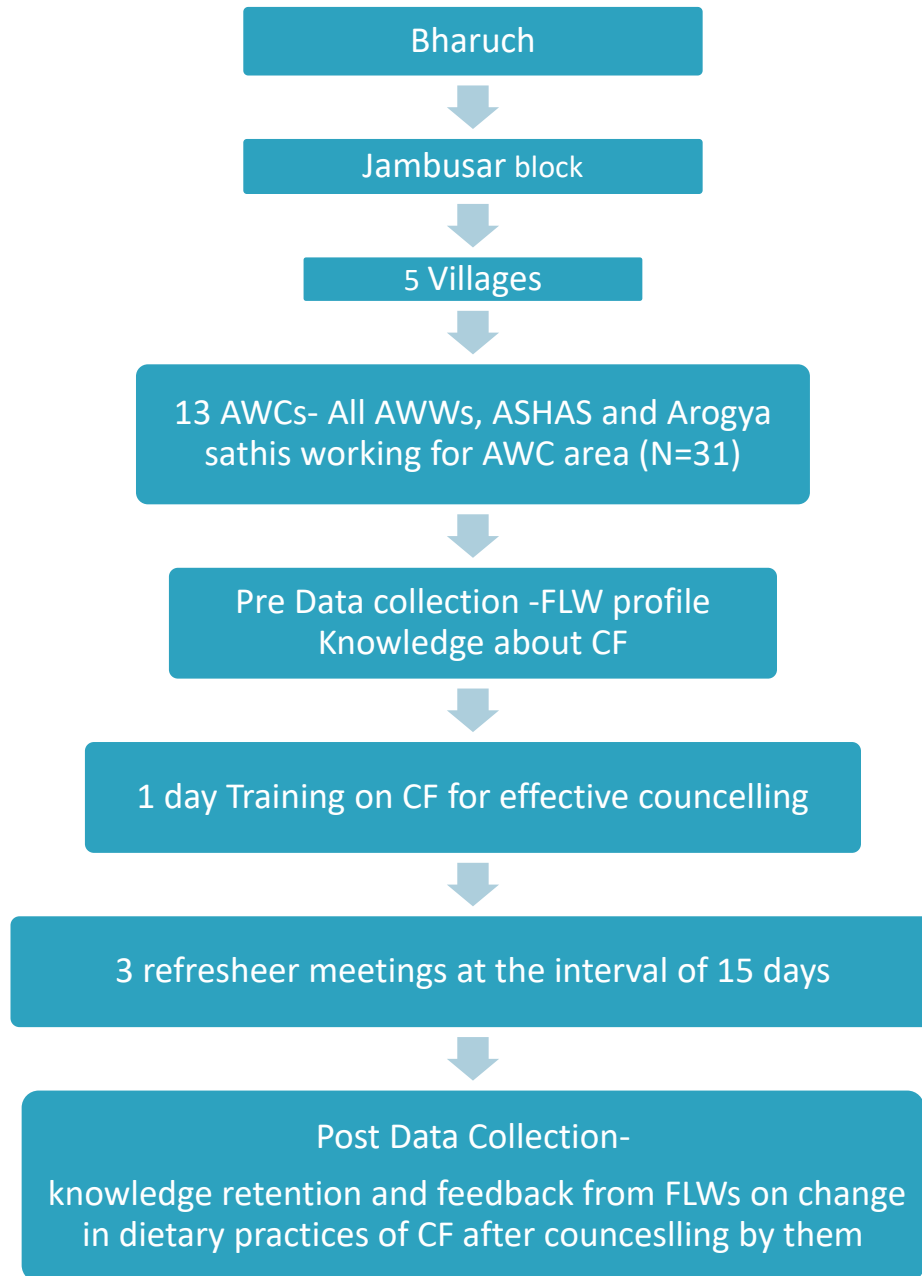 Bharuch
Jambusar block
5 Villages
13 AWCs- All AWWs, ASHAS and Arogya
sathis working for AWC area (N=31)
Pre Data collection -FLW profile
Knowledge about CF
1 day Training on CF for effective councelling
3 refresheer meetings at the interval of 15 days
Post Data Collection-
knowledge retention and feedback from FLWs on change
in dietary practices of CF after counceslling by them